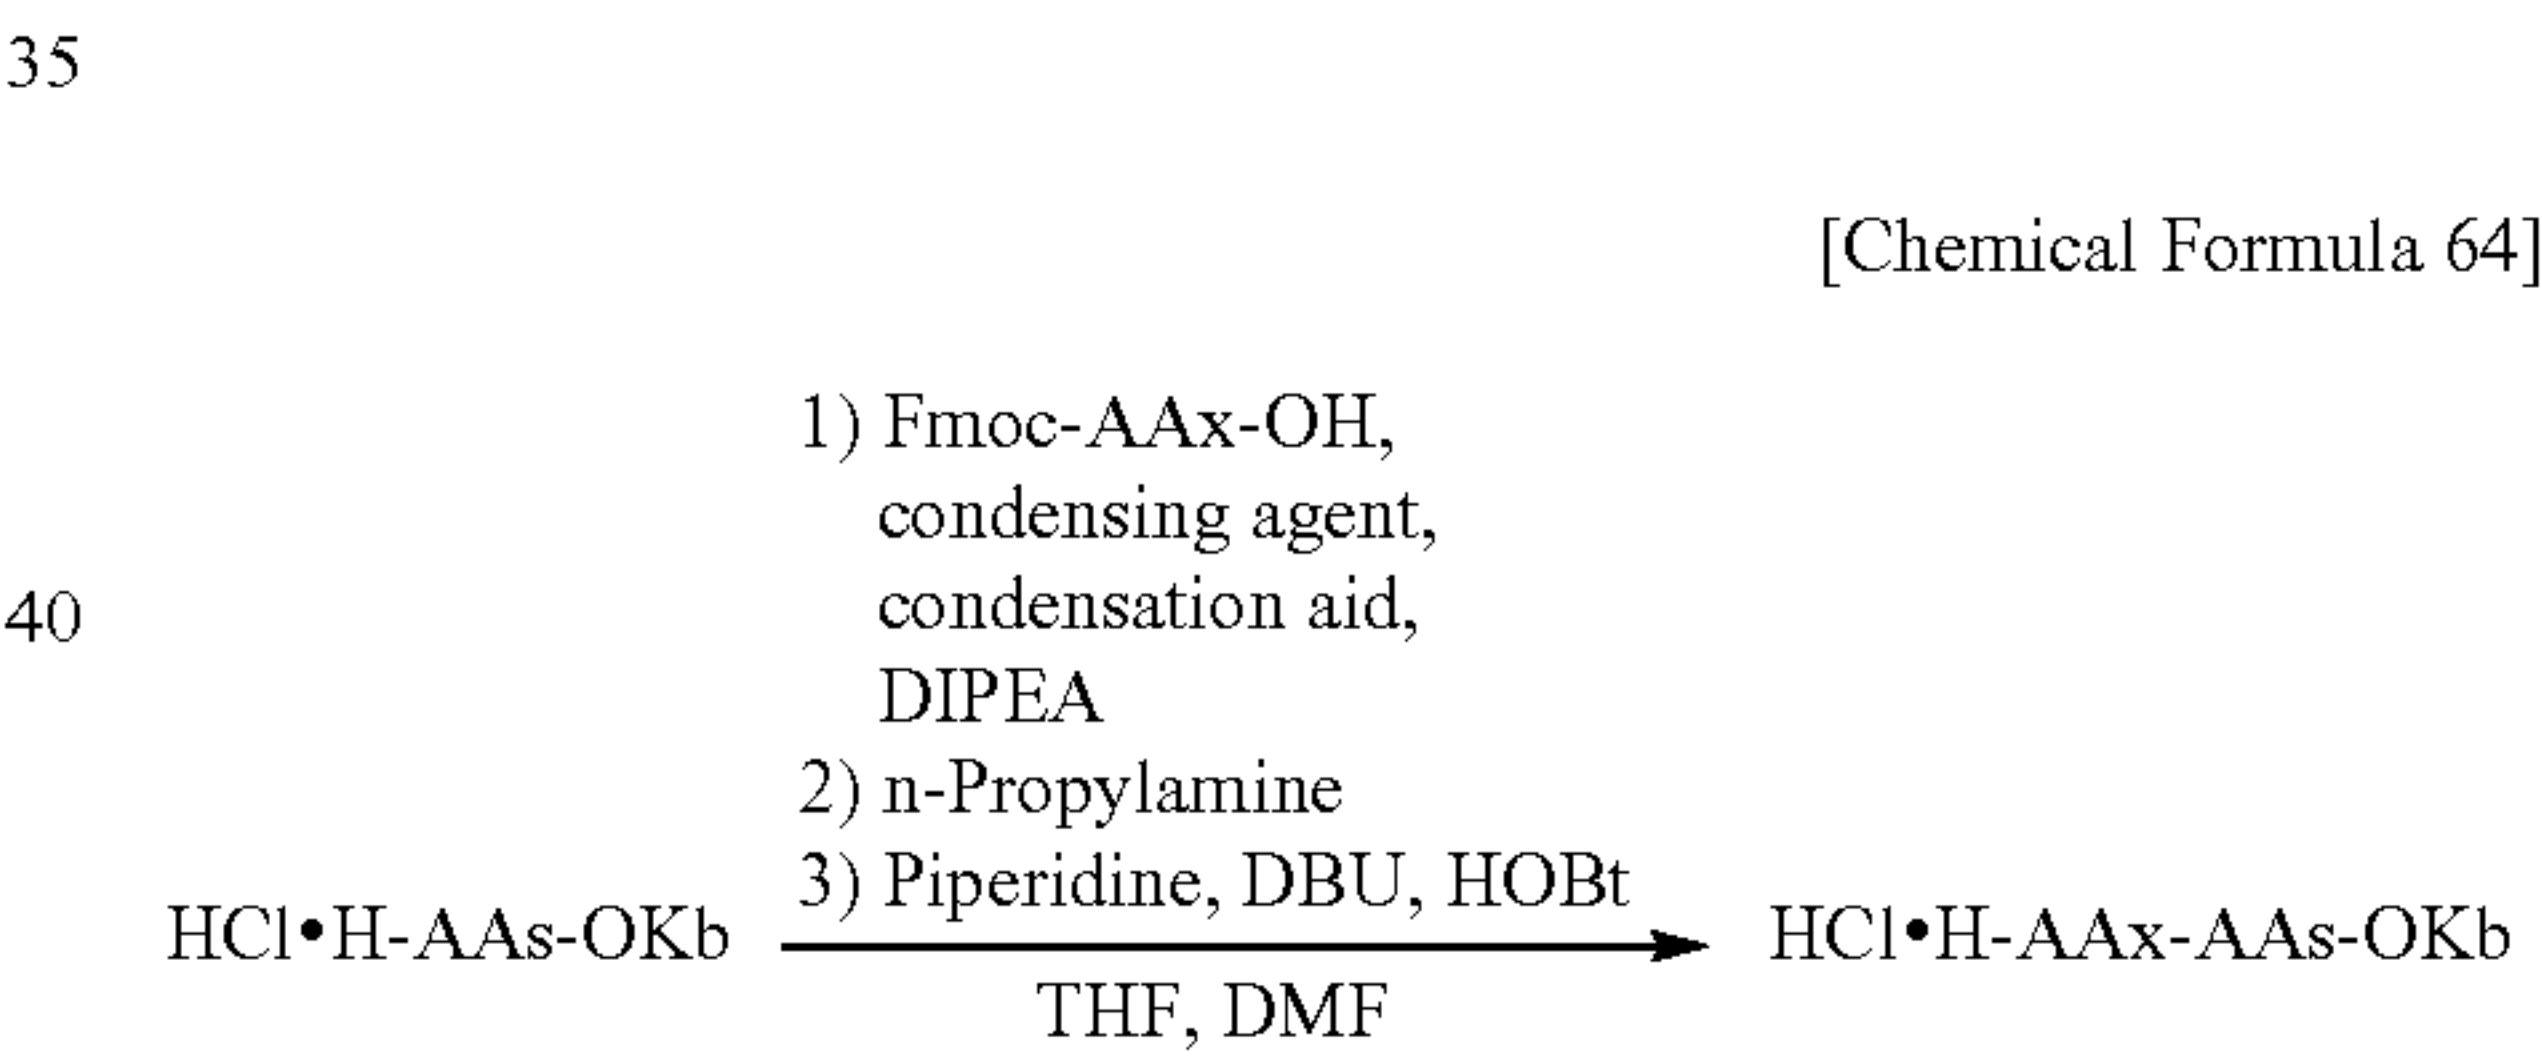 35
[Chemical Formula 64]
1) Fmoc-AAx-OH,
condensing agent,
condensation aid,
40
DIPEA
2) n-Propylamine
3) Piperidine, DBU, HOBt
HCl•H-AAs-OKb
HCl•H-AAx-AAs-OKb
THF, DMF